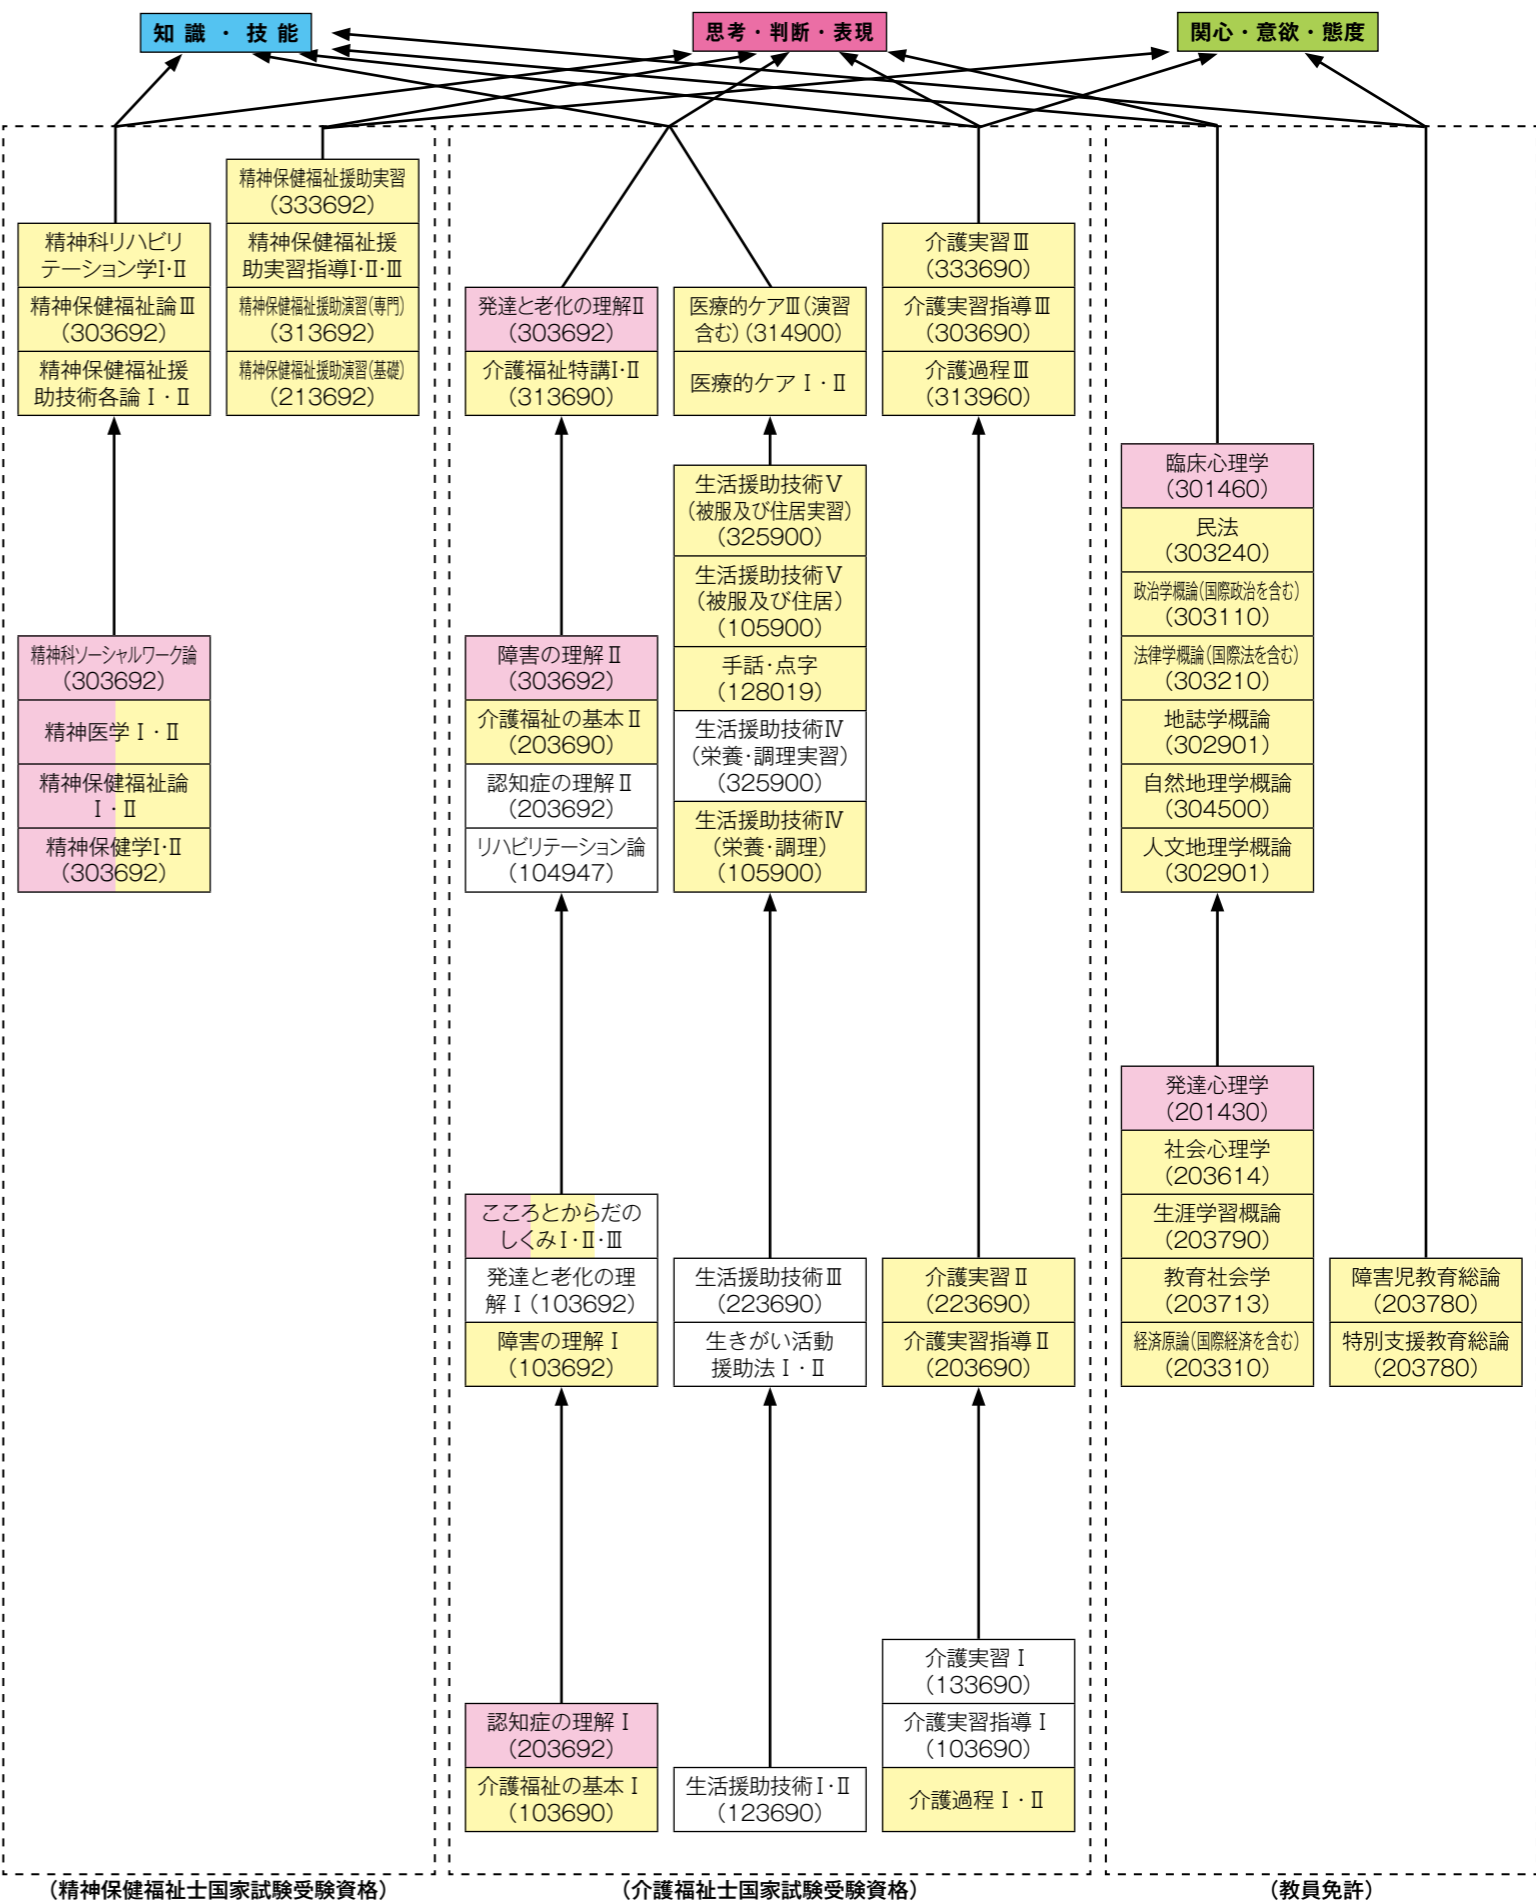 知識・技能
思考・判断・表現
関心・意欲・態度
精神科リハビリ
テーション学Ⅰ・Ⅱ
精神保健福祉論Ⅲ
(303692)
精神保健福祉援
助技術各論Ⅰ・Ⅱ
精神科ソーシャルワーク論
(303692)
精神医学Ⅰ・Ⅱ
精神保健福祉論
Ⅰ・Ⅱ
精神保健学Ⅰ・Ⅱ
(303692)
精神保健福祉援助実習
(333692)
精神保健福祉援
助実習指導Ⅰ・Ⅱ・Ⅲ
精神保健福祉援助演習(専門)
(313692)
精神保健福祉援助演習(基礎)
(213692)
(精神保健福祉士国家試験受験資格)
発達と老化の理解Ⅱ
(303692)
介護福祉特講Ⅰ・Ⅱ
(313690)
障害の理解Ⅱ
(303692)
介護福祉の基本Ⅱ
(203690)
認知症の理解Ⅱ
(203692)
リハビリテーション論
(104947)
こころとからだの
しくみⅠ・Ⅱ・Ⅲ
発達と老化の理
解Ⅰ(103692)
障害の理解Ⅰ
(103692)
認知症の理解Ⅰ
(203692)
介護福祉の基本Ⅰ
(103690)
医療的ケアⅢ(演習
含む)(314900)
医療的ケアⅠ・Ⅱ
生活援助技術Ⅴ
(被服及び住居実習)
(325900)
生活援助技術Ⅴ
(被服及び住居)
(105900)
手話・点字
(128019)
生活援助技術Ⅳ
(栄養・調理実習)
(325900)
生活援助技術Ⅳ
(栄養・調理)
(105900)
生活援助技術Ⅲ
(223690)
生きがい活動
援助法Ⅰ・Ⅱ
生活援助技術Ⅰ・Ⅱ
(123690)
介護実習Ⅲ
(333690)
介護実習指導Ⅲ
(303690)
介護過程Ⅲ
(313960)
介護実習Ⅱ
(223690)
介護実習指導Ⅱ
(203690)
介護実習Ⅰ
(133690)
介護実習指導Ⅰ
(103690)
介護過程Ⅰ・Ⅱ
(介護福祉士国家試験受験資格)
臨床心理学
(301460)
民法
(303240)
政治学概論(国際政治を含む)
(303110)
法律学概論(国際法を含む)
(303210)
地誌学概論
(302901)
自然地理学概論
(304500)
人文地理学概論
(302901)
発達心理学
(201430)
社会心理学
(203614)
生涯学習概論
(203790)
教育社会学
(203713)
経済原論(国際経済を含む)
(203310)
障害児教育総論
(203780)
特別支援教育総論
(203780)
(教員免許)